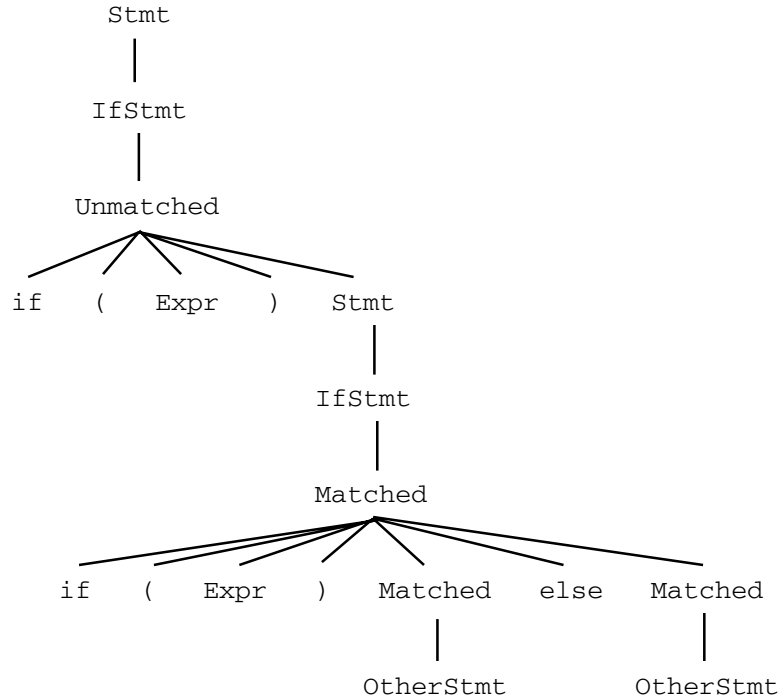 Stmt
IfStmt
Unmatched
if ( Expr ) Stmt
IfStmt
Matched
if ( Expr ) Matched else Matched
OtherStmt OtherStmt